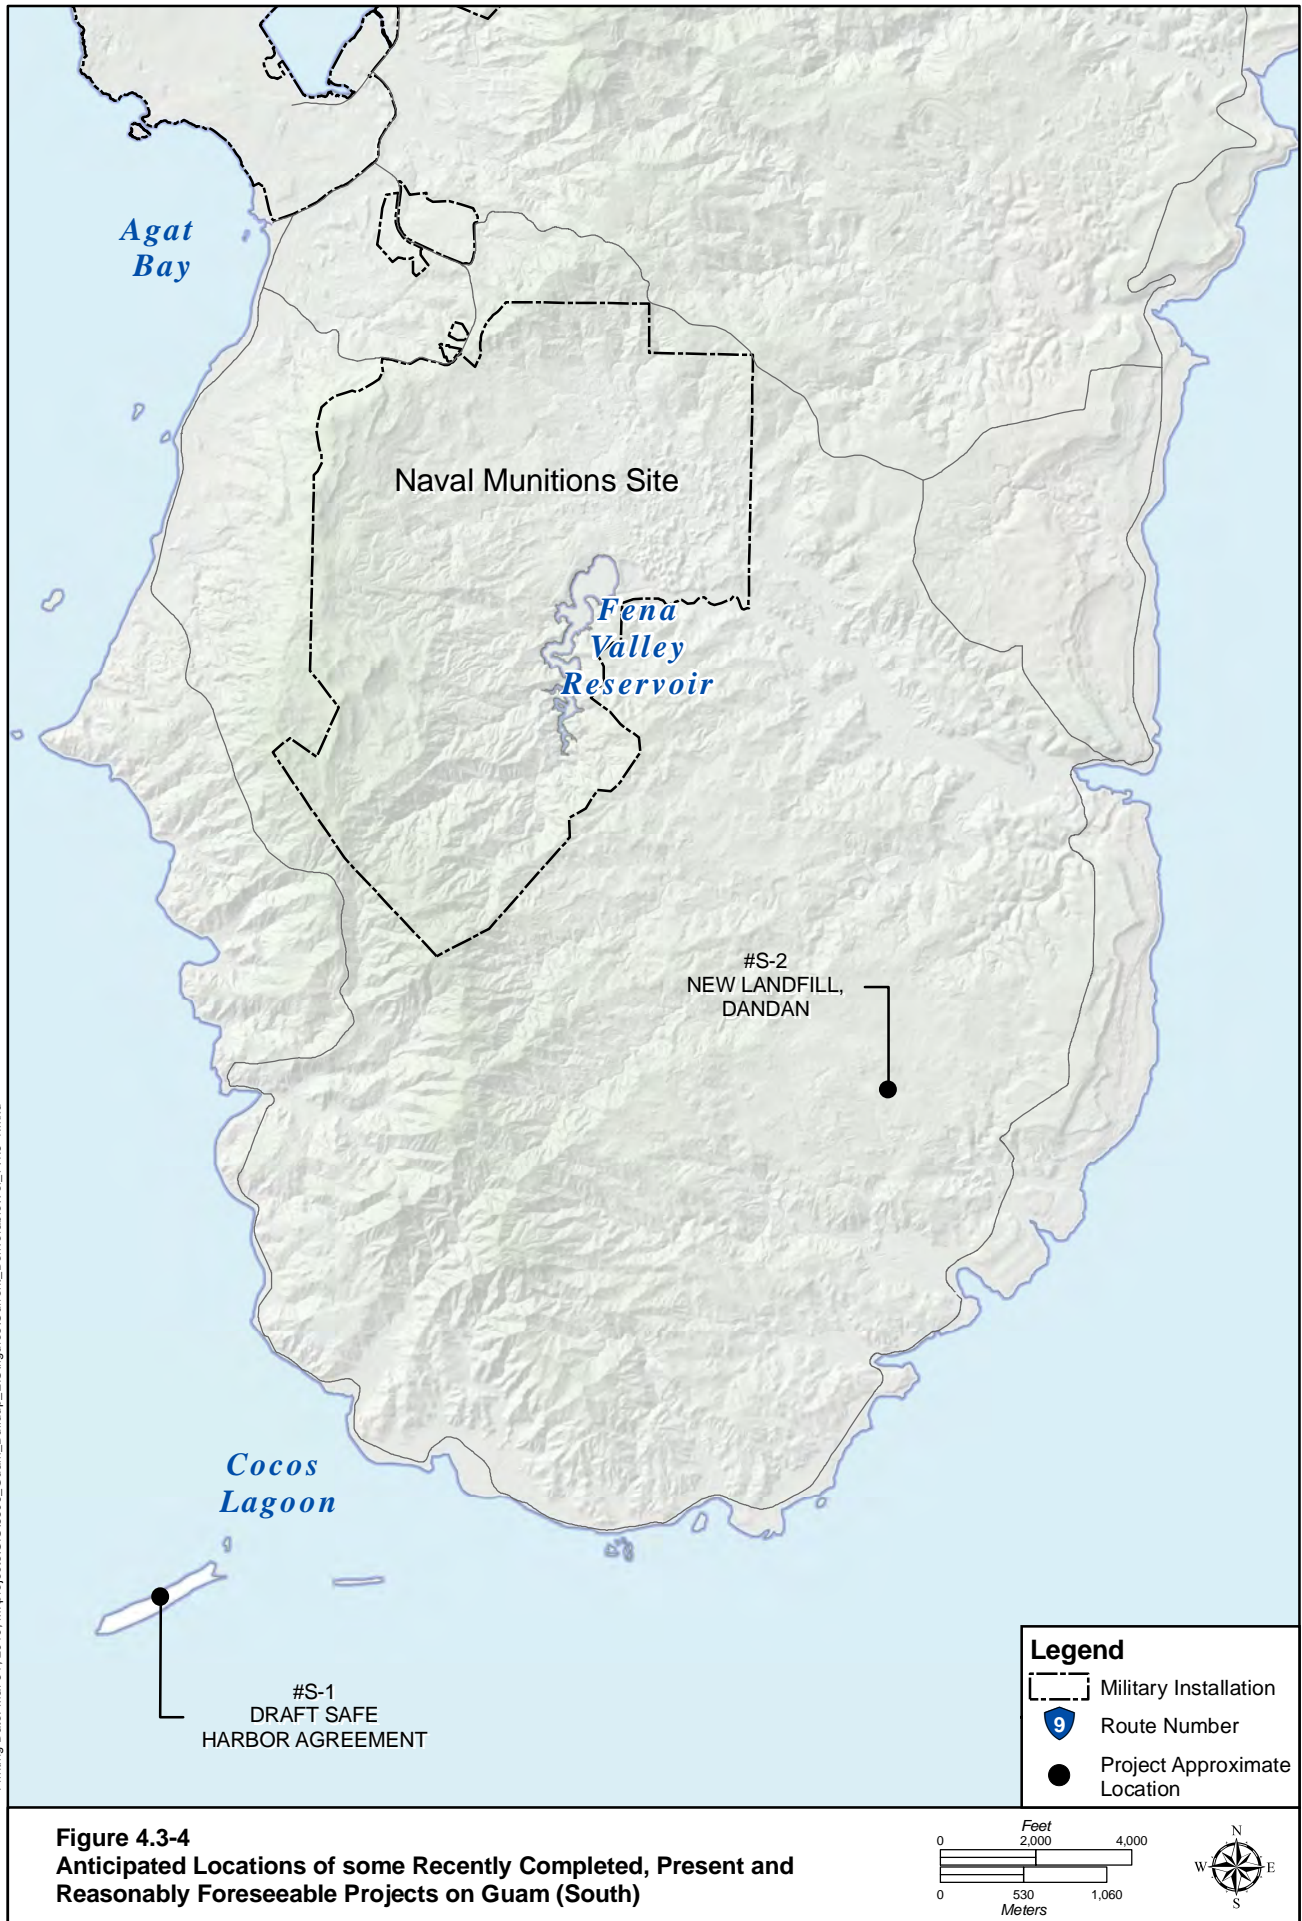 Agat
Bay
Naval Munitions Site
Fena
Valley
Reservoir
#S-2
NEW LANDFILL,
DANDAN
Cocos
Lagoon
#S-1
DRAFT SAFE
HARBOR AGREEMENT
Legend
Military Installation
9
Route Number
Project Approximate
Location
Figure 4.3-4
Anticipated Locations of some Recently Completed, Present and
Reasonably Foreseeable Projects on Guam (South)
Feet
0 2,000 4,000
0 530 1,060
Meters
N
W E
S